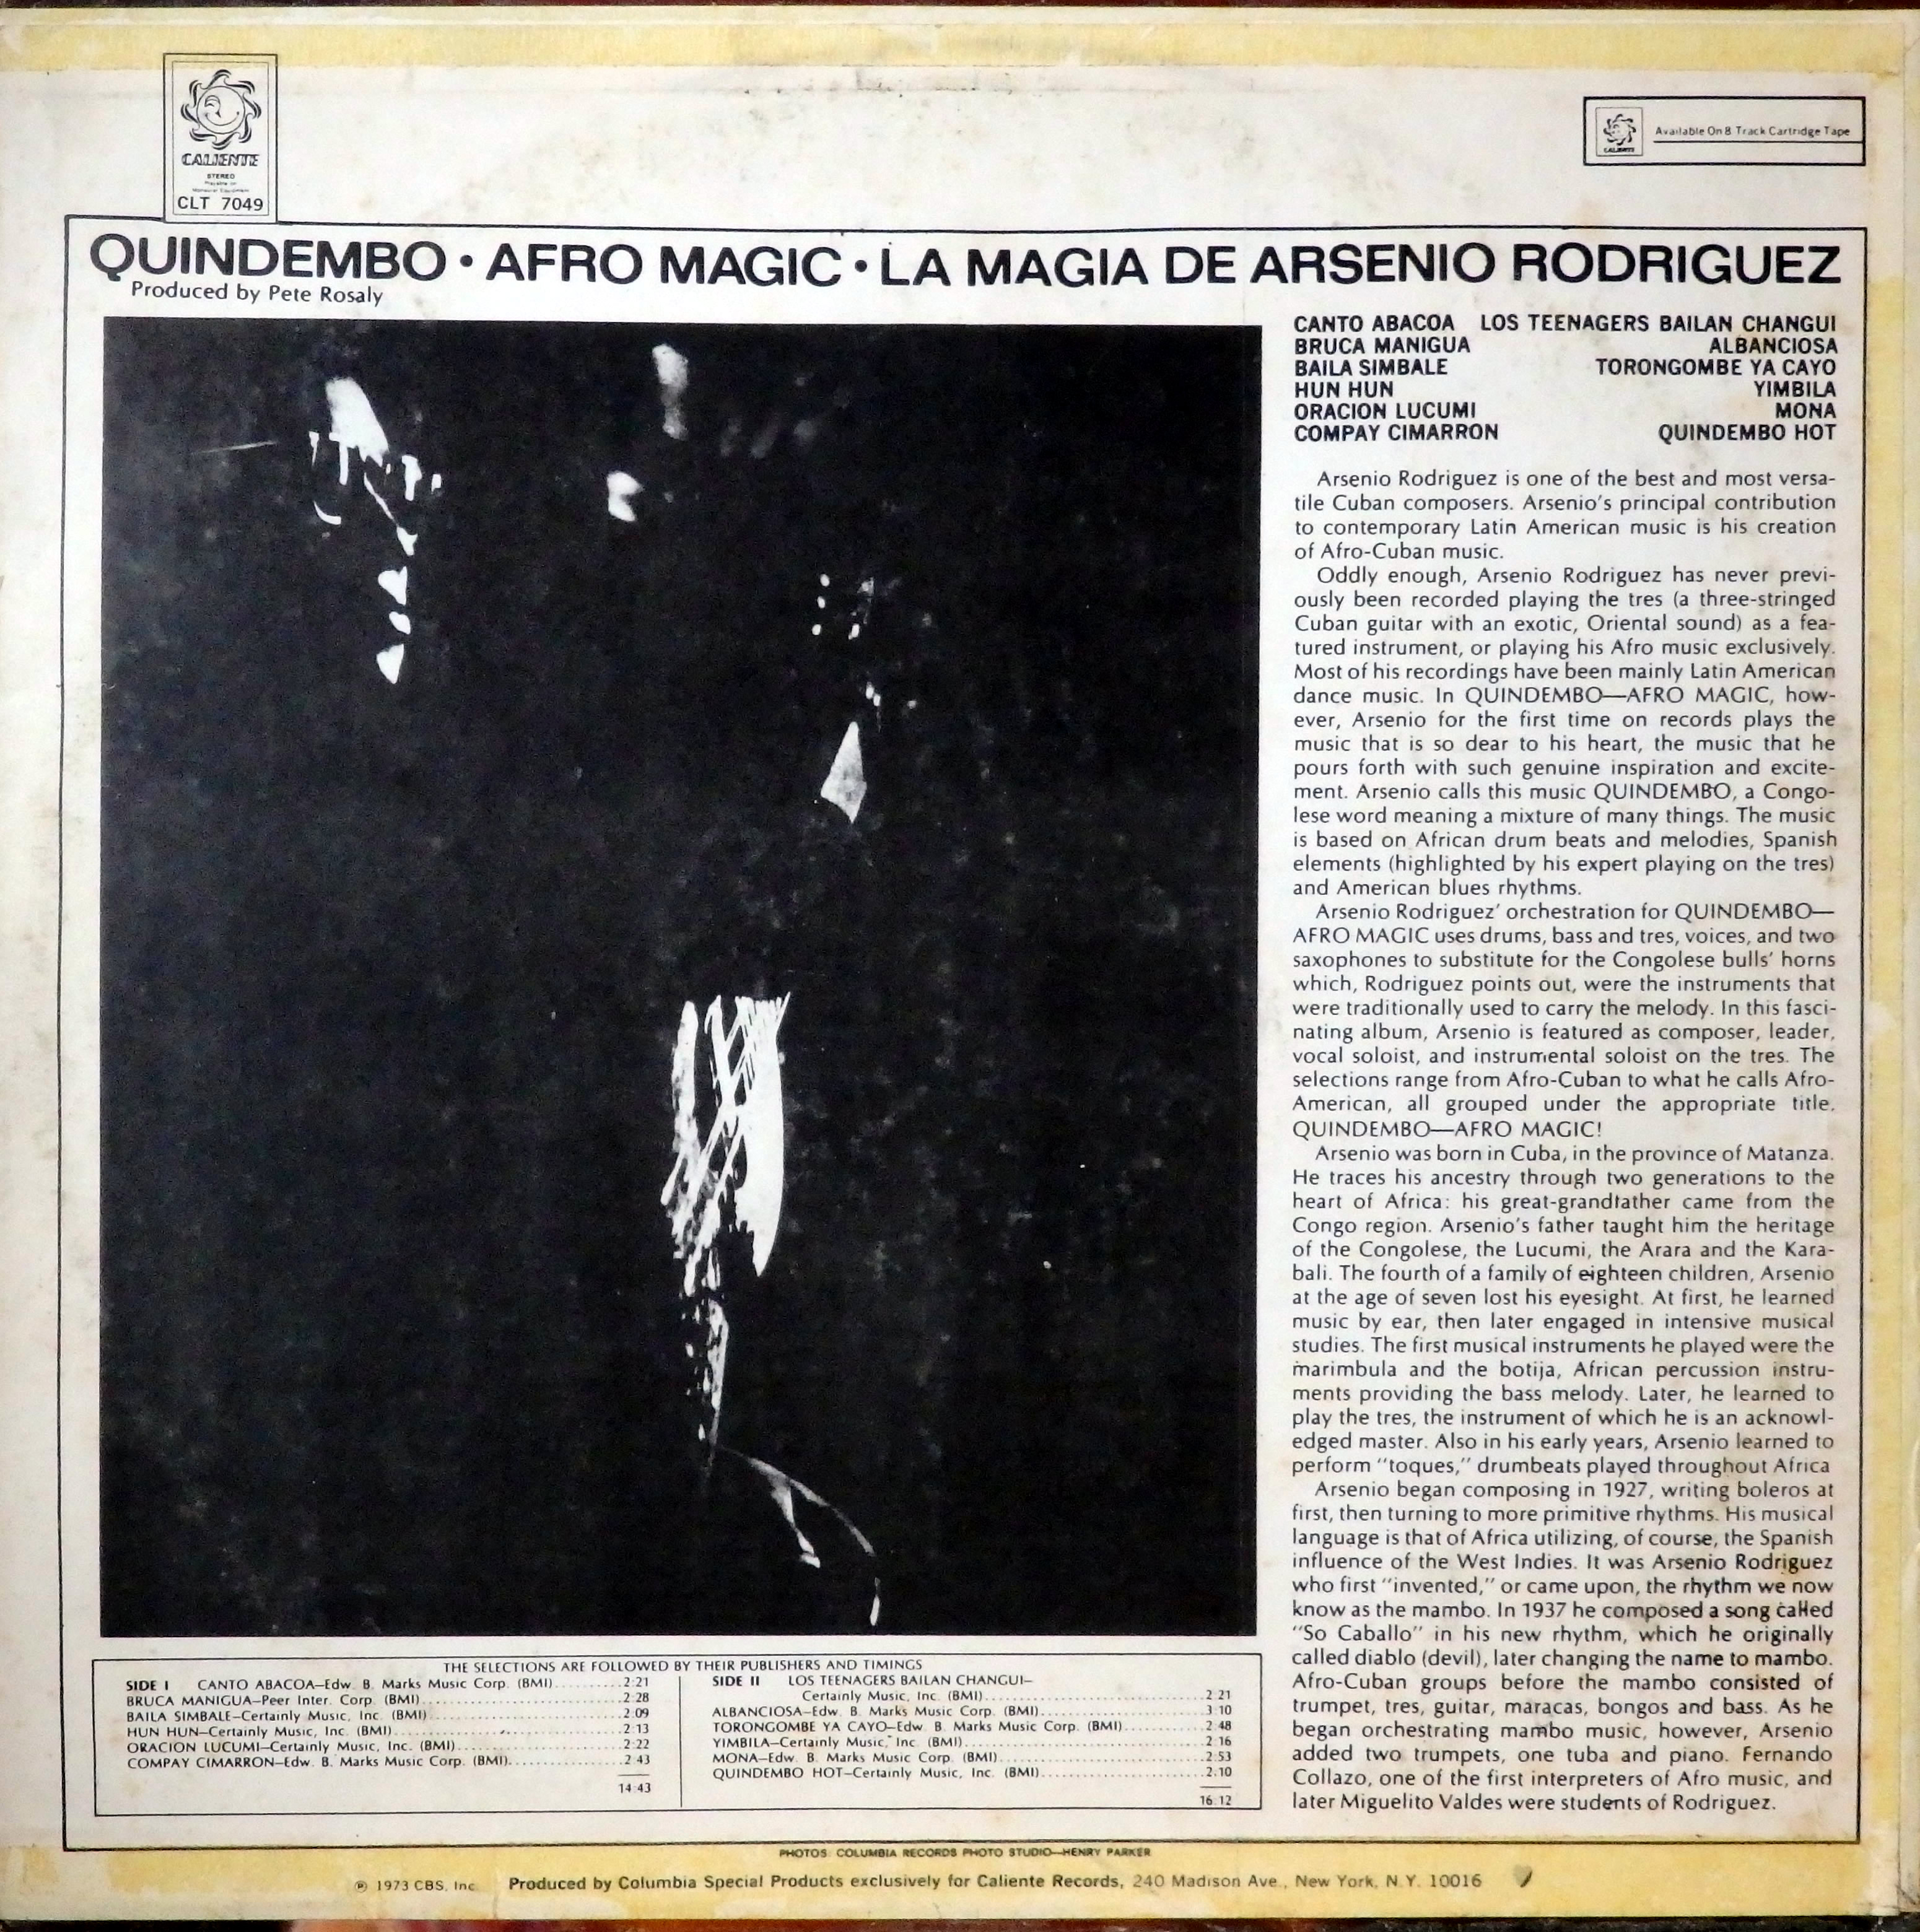 CALIENTE
STEREO
Playable on
Monaural Equipment
CLT 7049
CALIENTE
Available On 8 Track Cartridge Tape
QUINDEMBO • AFRO MAGIC • LA MAGIA DE ARSENIO RODRIGUEZ
Produced by Pete Rosaly
CANTO ABACOA LOS TEENAGERS BAILAN CHANGUI
BRUCA MANIGUA ALBANCIOSA
BAILA SIMBALE TORONGOMBE YA CAYO
HUN HUN YIMBILA
ORACION LUCUMI MONA
COMPAY CIMARRON QUINDEMBO HOT
Arsenio Rodriguez is one of the best and most versa-
tile Cuban composers. Arsenio's principal contribution
to contemporary Latin American music is his creation
of Afro-Cuban music.
Oddly enough, Arsenio Rodriguez has never previ-
ously been recorded playing the tres (a three-stringed
Cuban guitar with an exotic, Oriental sound) as a fea-
tured instrument, or playing his Afro music exclusively.
Most of his recordings have been mainly Latin American
dance music. In QUINDEMBO—AFRO MAGIC, how-
ever, Arsenio for the first time on records plays the
music that is so dear to his heart, the music that he
pours forth with such genuine inspiration and excite-
ment. Arsenio calls this music QUINDEMBO, a Congo-
lese word meaning a mixture of many things. The music
is based on African drum beats and melodies, Spanish
elements (highlighted by his expert playing on the tres)
and American blues rhythms.
Arsenio Rodriguez' orchestration for QUINDEMBO—
AFRO MAGIC uses drums, bass and tres, voices, and two
saxophones to substitute for the Congolese bulls' horns
which, Rodriguez points out, were the instruments that
were traditionally used to carry the melody. In this fasci-
nating album, Arsenio is featured as composer, leader,
vocal soloist, and instrumental soloist on the tres. The
selections range from Afro-Cuban to what he calls Afro-
American, all grouped under the appropriate title.
QUINDEMBO—AFRO MAGIC!
Arsenio was born in Cuba, in the province of Matanza.
He traces his ancestry through two generations to the
heart of Africa: his great-grandfather came from the
Congo region. Arsenio's father taught him the heritage
of the Congolese, the Lucumi, the Arara and the Kara-
bali. The fourth of a family of eighteen children, Arsenio
at the age of seven lost his eyesight. At first, he learned
music by ear, then later engaged in intensive musical
studies. The first musical instruments he played were the
marimbula and the botija, African percussion instru-
ments providing the bass melody. Later, he learned to
play the tres, the instrument of which he is an acknowl-
edged master. Also in his early years, Arsenio learned to
perform "toques," drumbeats played throughout Africa
Arsenio began composing in 1927, writing boleros at
first, then turning to more primitive rhythms. His musical
language is that of Africa utilizing, of course, the Spanish
influence of the West Indies. It was Arsenio Rodriguez
who first "invented," or came upon, the rhythm we now
know as the mambo. In 1937 he composed a song called
"So Caballo" in his new rhythm, which he originally
called diablo (devil), later changing the name to mambo.
Afro-Cuban groups before the mambo consisted of
trumpet, tres, guitar, maracas, bongos and bass. As he
began orchestrating mambo music, however, Arsenio
added two trumpets, one tuba and piano. Fernando
Collazo, one of the first interpreters of Afro music, and
later Miguelito Valdes were students of Rodriguez.
THE SELECTIONS ARE FOLLOWED BY THEIR PUBLISHERS AND TIMINGS
SIDE I CANTO ABACOA—Edw. B. Marks Music Corp. (BMI)..........2:21
BRUCA MANIGUA—Peer Inter. Corp. (BMI)..........2:28
BAILA SIMBALE—Certainly Music, Inc. (BMI)..........2:09
HUN HUN—Certainly Music, Inc. (BMI)..........2:13
ORACION LUCUMI—Certainly Music, Inc. (BMI)..........2:22
COMPAY CIMARRON—Edw. B. Marks Music Corp. (BMI)..........2:43
14:43
SIDE II LOS TEENAGERS BAILAN CHANGUI—
Certainly Music, Inc. (BMI)..........2:21
ALBANCIOSA—Edw. B. Marks Music Corp. (BMI)..........3:10
TORONGOMBE YA CAYO—Edw. B. Marks Music Corp. (BMI)..........2:48
YIMBILA—Certainly Music, Inc. (BMI)..........2:16
MONA—Edw. B. Marks Music Corp. (BMI)..........2:53
QUINDEMBO HOT—Certainly Music, Inc. (BMI)..........2:10
16:12
PHOTOS: COLUMBIA RECORDS PHOTO STUDIO—HENRY PARKER
℗ 1973 CBS, Inc. Produced by Columbia Special Products exclusively for Caliente Records, 240 Madison Ave., New York, N.Y. 10016